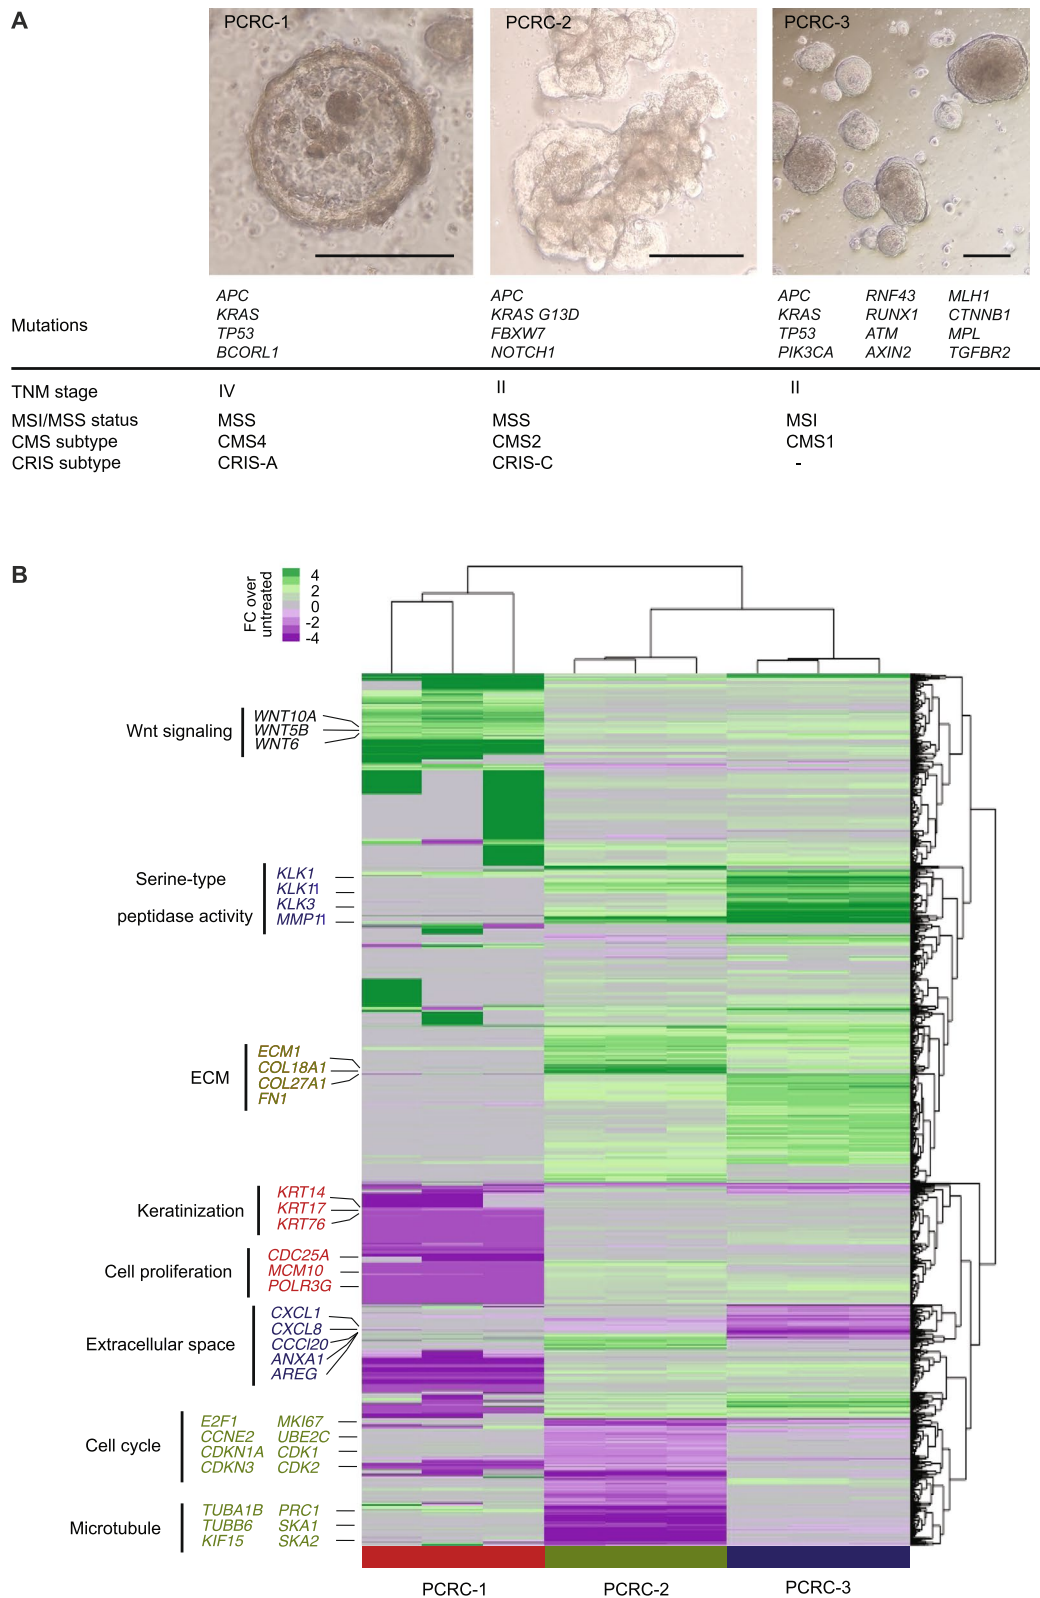 A
PCRC-1
PCRC-2
PCRC-3
Mutations
APC
KRAS
TP53
BCORL1
APC
KRAS G13D
FBXW7
NOTCH1
APC RNF43 MLH1
KRAS RUNX1 CTNNB1
TP53 ATM MPL
PIK3CA AXIN2 TGFBR2
TNM stage IV II II
MSI/MSS status MSS MSS MSI
CMS subtype CMS4 CMS2 CMS1
CRIS subtype CRIS-A CRIS-C -
B
FC over
untreated
4
2
0
-2
-4
Wnt signaling
WNT10A
WNT5B
WNT6
Serine-type
peptidase activity
KLK1
KLK11
KLK3
MMP11
ECM
ECM1
COL18A1
COL27A1
FN1
Keratinization
KRT14
KRT17
KRT76
Cell proliferation
CDC25A
MCM10
POLR3G
Extracellular space
CXCL1
CXCL8
CCCl20
ANXA1
AREG
Cell cycle
E2F1 MKI67
CCNE2 UBE2C
CDKN1A CDK1
CDKN3 CDK2
Microtubule
TUBA1B PRC1
TUBB6 SKA1
KIF15 SKA2
PCRC-1
PCRC-2
PCRC-3